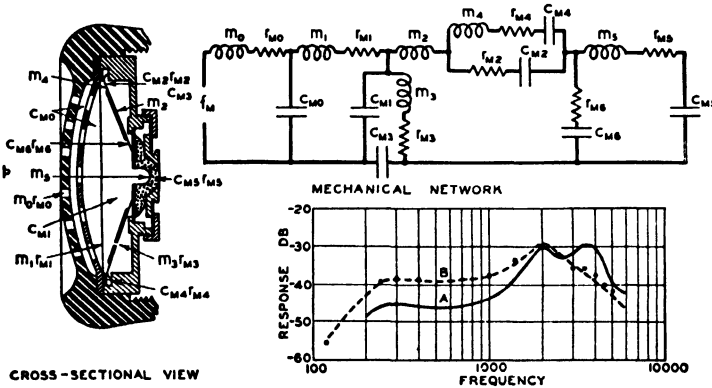 m₀ rM0 m₁ rM1 m₂ m₄ rM4 CM4 m₅ rM5
rM2 CM2
fM CM0 CM1 m₃ rM6
CM3 rM3 CM6
m₄ CM2 rM2
CM0 m₂ CM3
CM6 rM6
p m₅ CM5 rM5
m₀ rM0
CM1
m₁ rM1 m₃ rM3
CM4 rM4
CROSS-SECTIONAL VIEW
MECHANICAL NETWORK
RESPONSE DB
-20
-30
-40
-50
-60
B
A
100 1000 10000
FREQUENCY